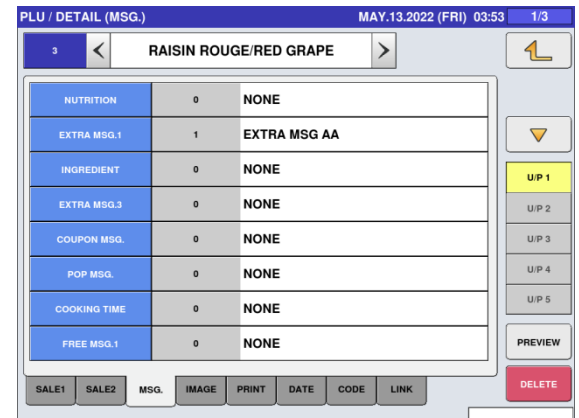 PLU / DETAIL (MSG.) MAY.13.2022 (FRI) 03:53 1/3
3 RAISIN ROUGE/RED GRAPE
NUTRITION 0 NONE
EXTRA MSG.1 1 EXTRA MSG AA
INGREDIENT 0 NONE
EXTRA MSG.3 0 NONE
COUPON MSG. 0 NONE
POP MSG. 0 NONE
COOKING TIME 0 NONE
FREE MSG.1 0 NONE
U/P 1
U/P 2
U/P 3
U/P 4
U/P 5
PREVIEW
DELETE
SALE1 SALE2 MSG. IMAGE PRINT DATE CODE LINK